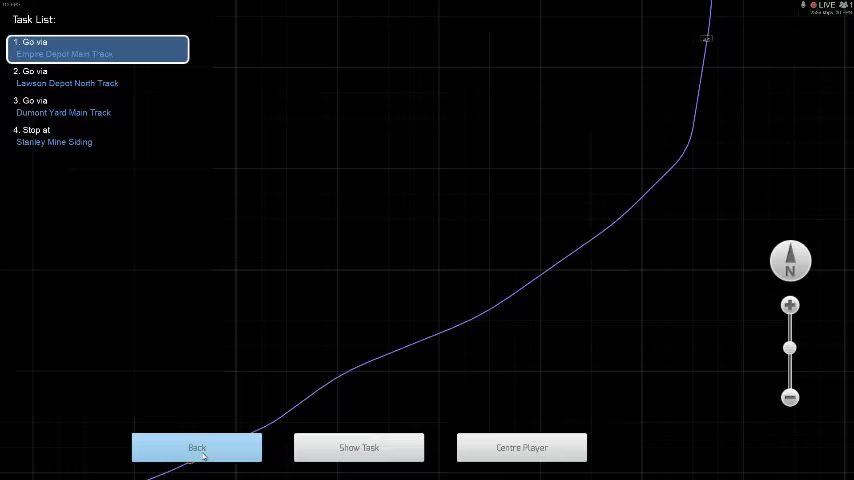 LIVE 1
Task List:
1. Go via
Empire Depot Main Track
2. Go via
Lawson Depot North Track
3. Go via
Dumont Yard Main Track
4. Stop at
Stanley Mine Siding
N
Back
Show Task
Centre Player